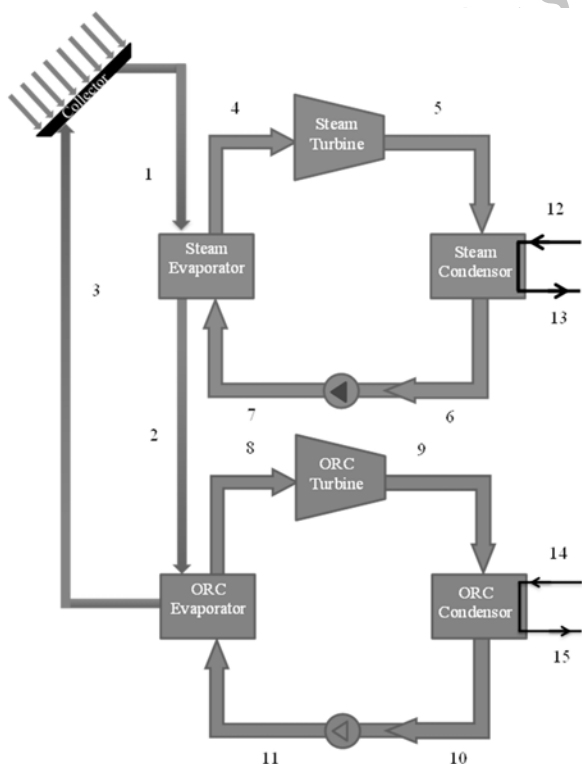 Collector
4
Steam
Turbine
5
1
12
Steam
Evaporator
Steam
Condensor
3
13
7
6
2
8
ORC
Turbine
9
14
ORC
Evaporator
ORC
Condensor
15
11
10